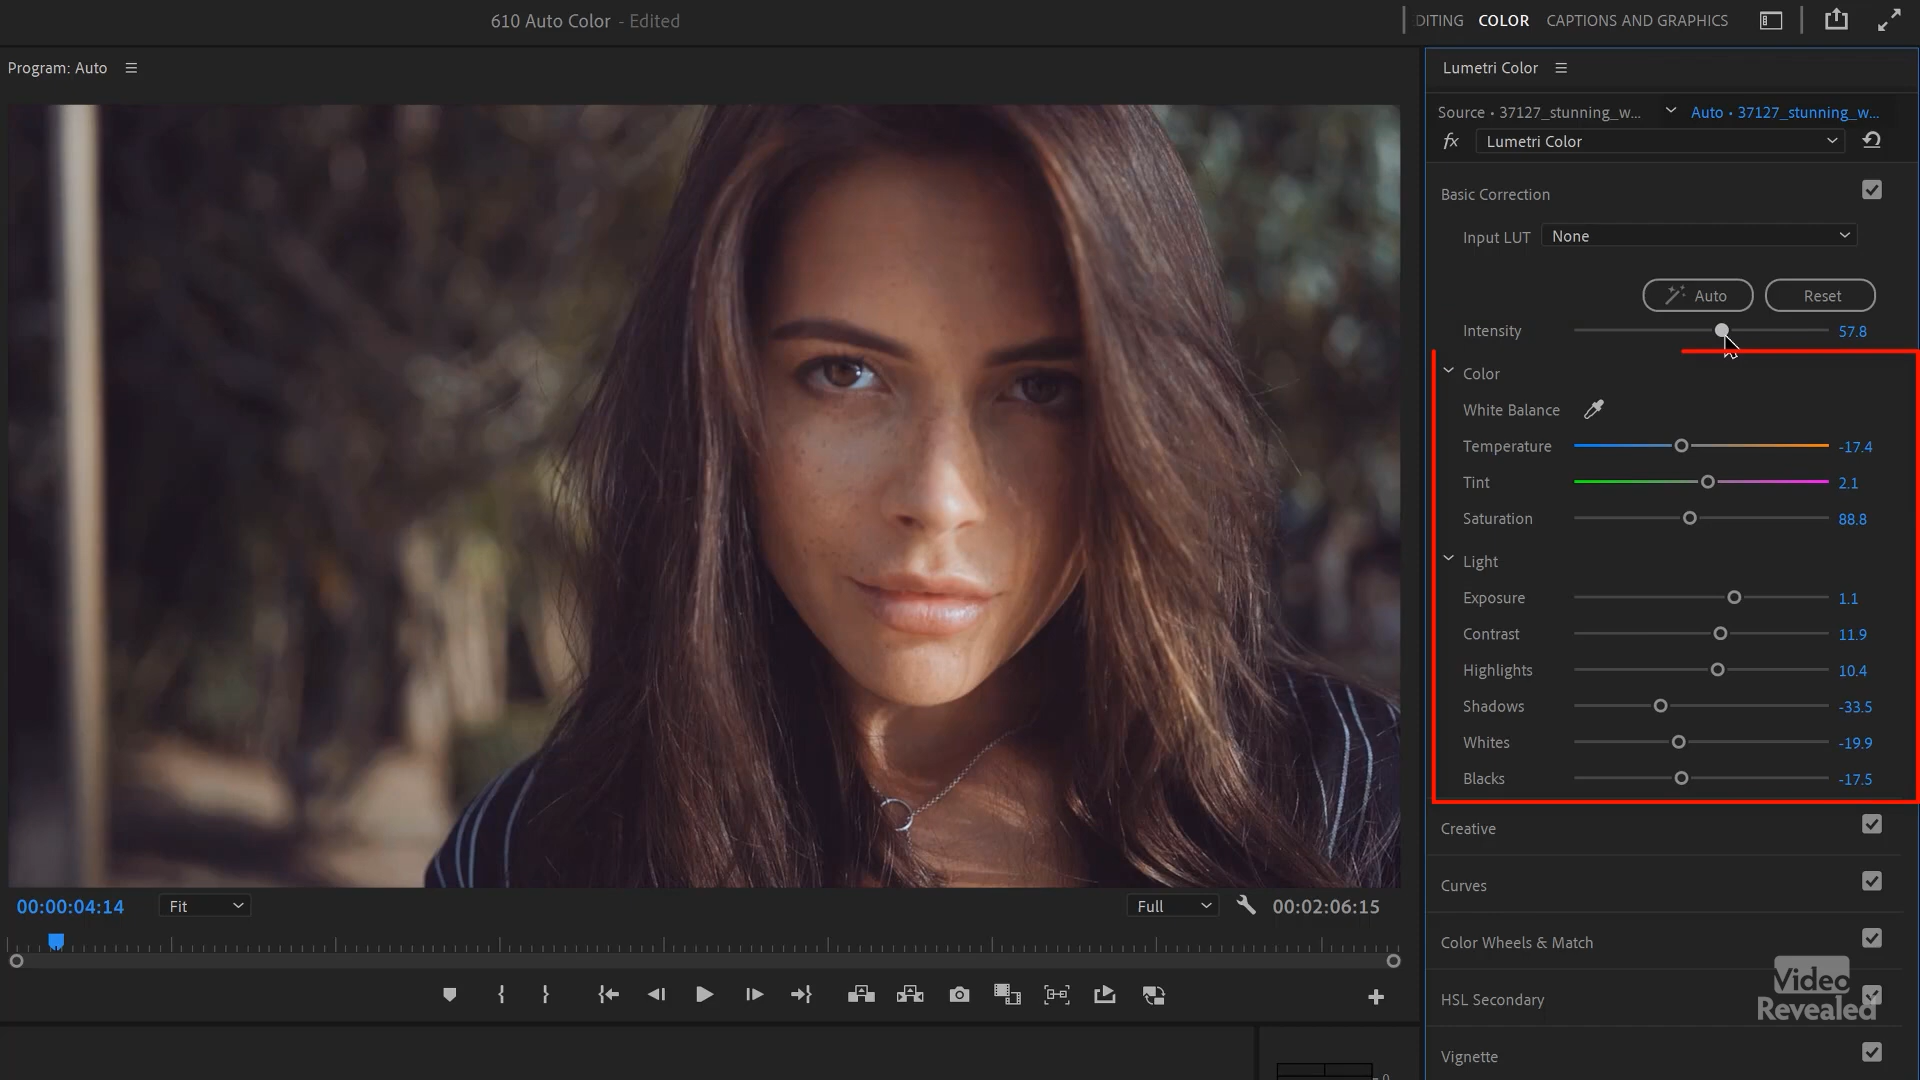 610 Auto Color - Edited
DITING COLOR CAPTIONS AND GRAPHICS
Program: Auto
Lumetri Color
Source • 37127_stunning_w... Auto • 37127_stunning_w...
fx Lumetri Color
Basic Correction
Input LUT None
Auto Reset
Intensity 57.8
Color
White Balance
Temperature -17.4
Tint 2.1
Saturation 88.8
Light
Exposure 1.1
Contrast 11.9
Highlights 10.4
Shadows -33.5
Whites -19.9
Blacks -17.5
Creative
Curves
Color Wheels & Match
HSL Secondary
Vignette
00:00:04:14 Fit Full 00:02:06:15
Video
Revealed
0